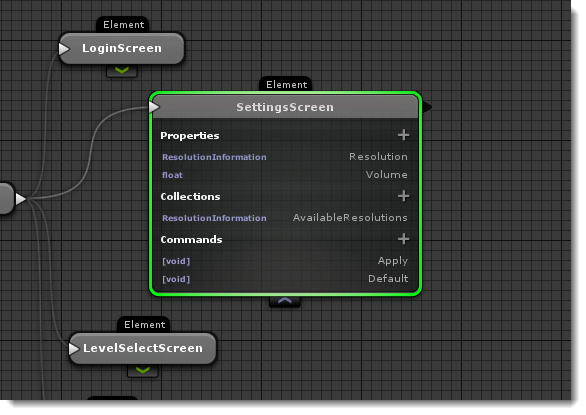 Element
LoginScreen
Element
SettingsScreen
Properties +
ResolutionInformation Resolution
float Volume
Collections +
ResolutionInformation AvailableResolutions
Commands +
[void] Apply
[void] Default
Element
LevelSelectScreen